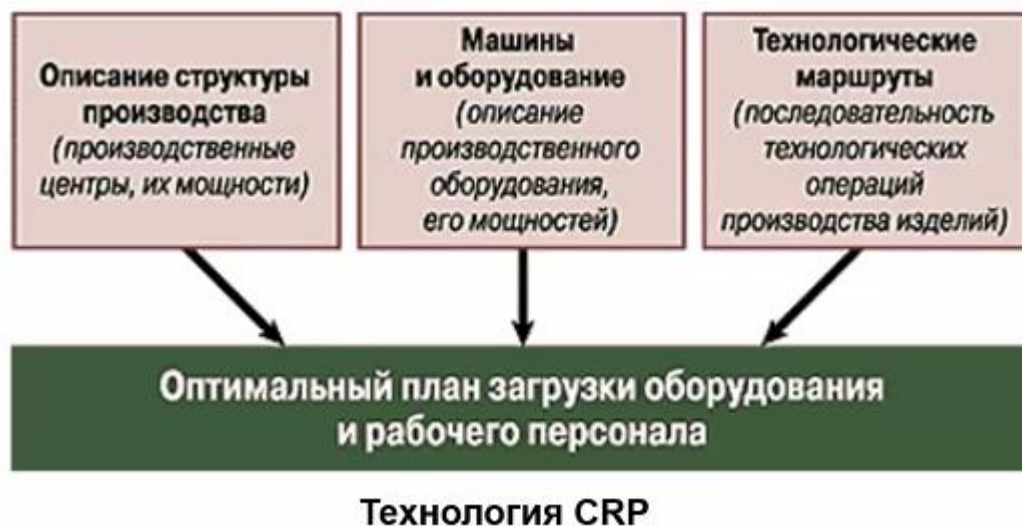 Описание структуры
производства
(производственные
центры, их мощности)
Машины
и оборудование
(описание
производственного
оборудования,
его мощностей)
Технологические
маршруты
(последовательность
технологических
операций
производства изделий)
Оптимальный план загрузки оборудования
и рабочего персонала
Технология CRP